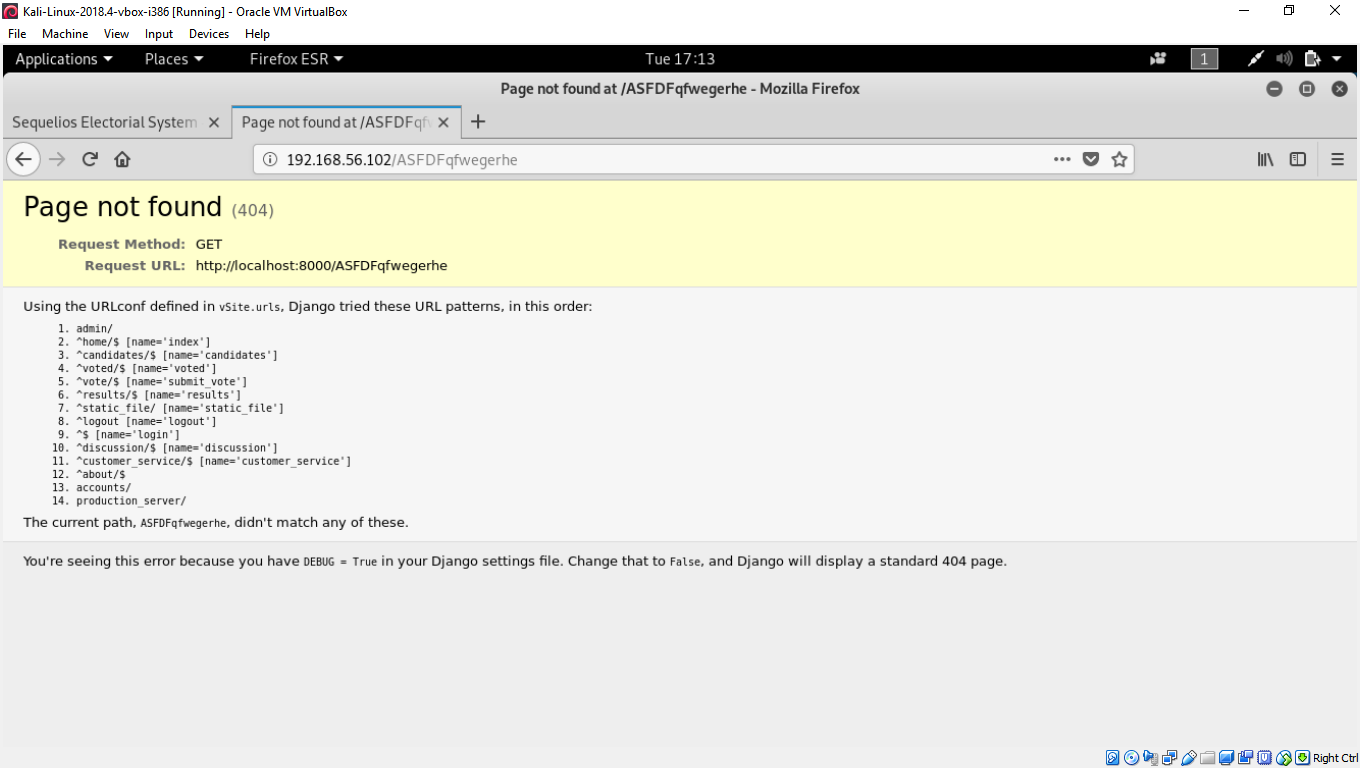 Kali-Linux-2018.4-vbox-i386 [Running] - Oracle VM VirtualBox
File Machine View Input Devices Help
Applications Places Firefox ESR Tue 17:13 1
Page not found at /ASFDFqfwegerhe - Mozilla Firefox
Sequelios Electorial System Page not found at /ASFDFqfw
192.168.56.102/ASFDFqfwegerhe
Page not found (404)
Request Method: GET
Request URL: http://localhost:8000/ASFDFqfwegerhe
Using the URLconf defined in vSite.urls, Django tried these URL patterns, in this order:
1. admin/
2. ^home/$ [name='index']
3. ^candidates/$ [name='candidates']
4. ^voted/$ [name='voted']
5. ^vote/$ [name='submit_vote']
6. ^results/$ [name='results']
7. ^static_file/ [name='static_file']
8. ^logout [name='logout']
9. ^$ [name='login']
10. ^discussion/$ [name='discussion']
11. ^customer_service/$ [name='customer_service']
12. ^about/$
13. accounts/
14. production_server/
The current path, ASFDFqfwegerhe, didn't match any of these.
You're seeing this error because you have DEBUG = True in your Django settings file. Change that to False, and Django will display a standard 404 page.
Right Ctrl